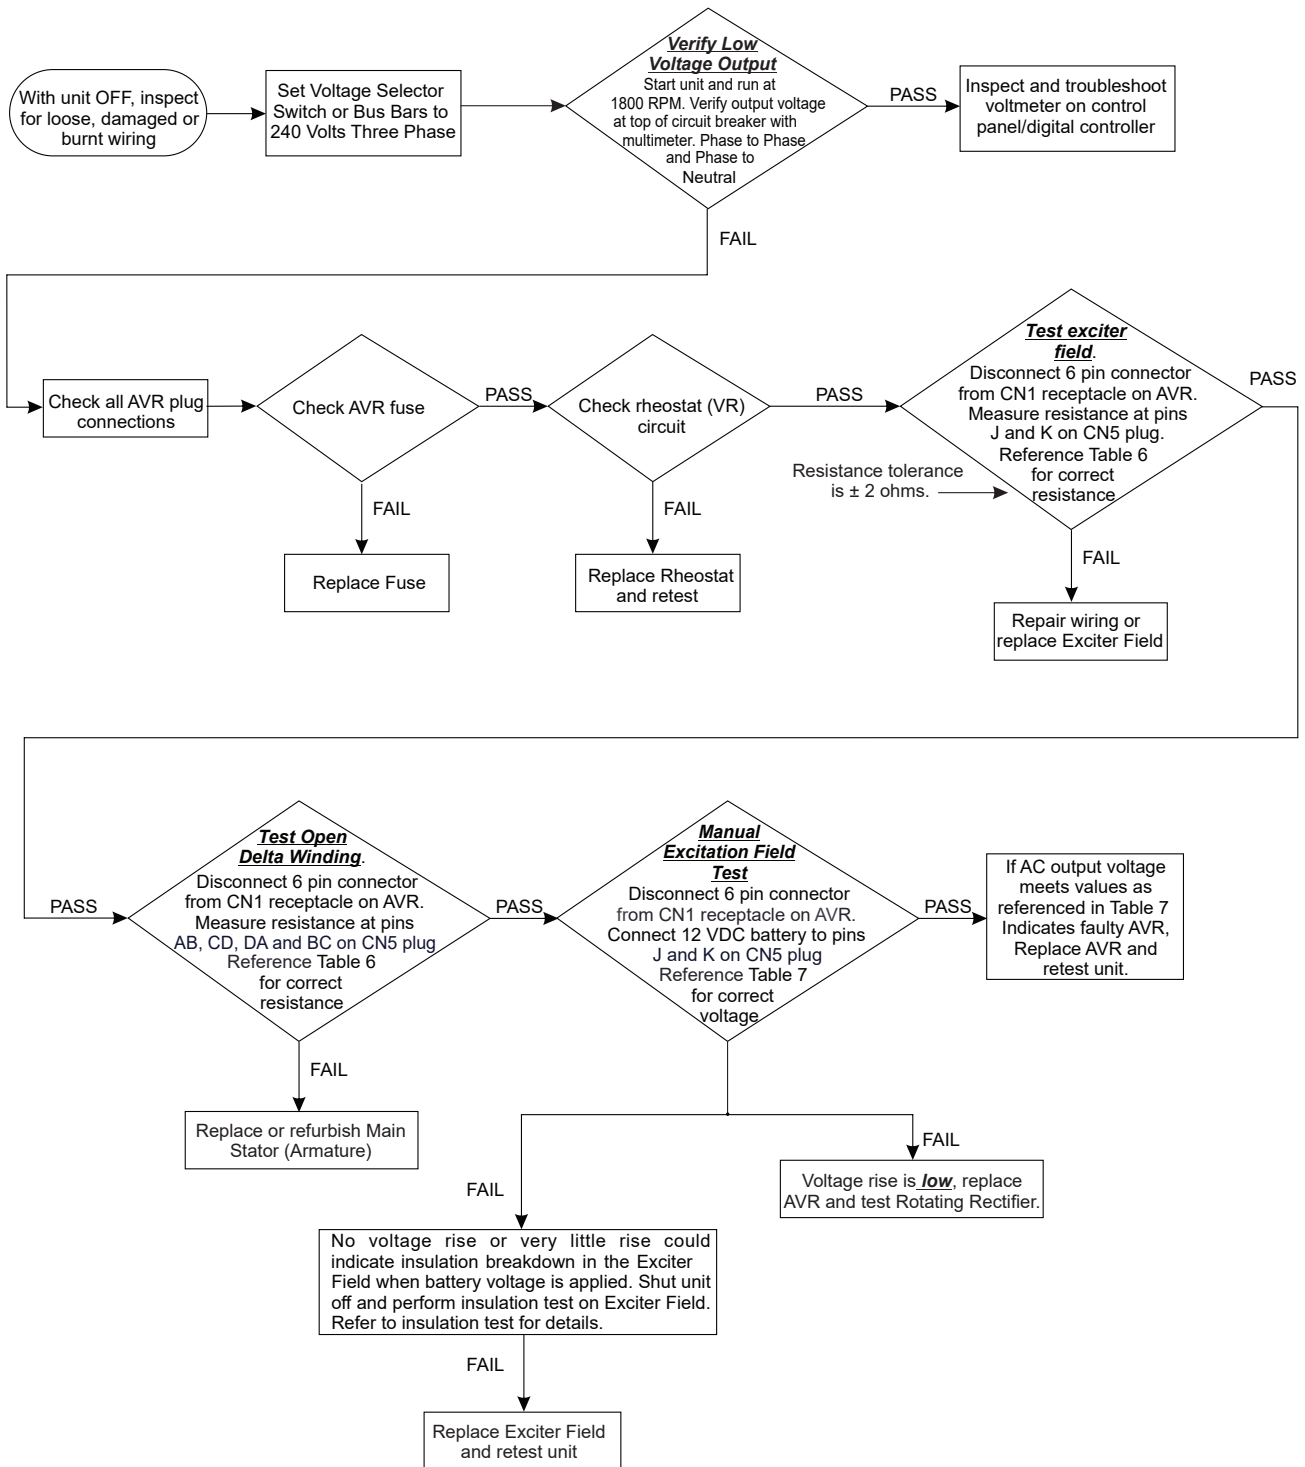 With unit OFF, inspect
for loose, damaged or
burnt wiring
Set Voltage Selector
Switch or Bus Bars to
240 Volts Three Phase
Verify Low
Voltage Output
Start unit and run at
1800 RPM. Verify output voltage
at top of circuit breaker with
multimeter. Phase to Phase
and Phase to
Neutral
PASS
Inspect and troubleshoot
voltmeter on control
panel/digital controller
FAIL
Check all AVR plug
connections
Check AVR fuse
PASS
Check rheostat (VR)
circuit
PASS
Test exciter
field.
Disconnect 6 pin connector
from CN1 receptacle on AVR.
Measure resistance at pins
J and K on CN5 plug.
Reference Table 6
for correct
resistance
PASS
Resistance tolerance
is ± 2 ohms.
FAIL
Replace Fuse
FAIL
Replace Rheostat
and retest
FAIL
Repair wiring or
replace Exciter Field
PASS
Test Open
Delta Winding.
Disconnect 6 pin connector
from CN1 receptacle on AVR.
Measure resistance at pins
AB, CD, DA and BC on CN5 plug
Reference Table 6
for correct
resistance
PASS
Manual
Excitation Field
Test
Disconnect 6 pin connector
from CN1 receptacle on AVR.
Connect 12 VDC battery to pins
J and K on CN5 plug
Reference Table 7
for correct
voltage
PASS
If AC output voltage
meets values as
referenced in Table 7
Indicates faulty AVR,
Replace AVR and
retest unit.
FAIL
Replace or refurbish Main
Stator (Armature)
FAIL
Voltage rise is low, replace
AVR and test Rotating Rectifier.
FAIL
No voltage rise or very little rise could
indicate insulation breakdown in the Exciter
Field when battery voltage is applied. Shut unit
off and perform insulation test on Exciter Field.
Refer to insulation test for details.
FAIL
Replace Exciter Field
and retest unit